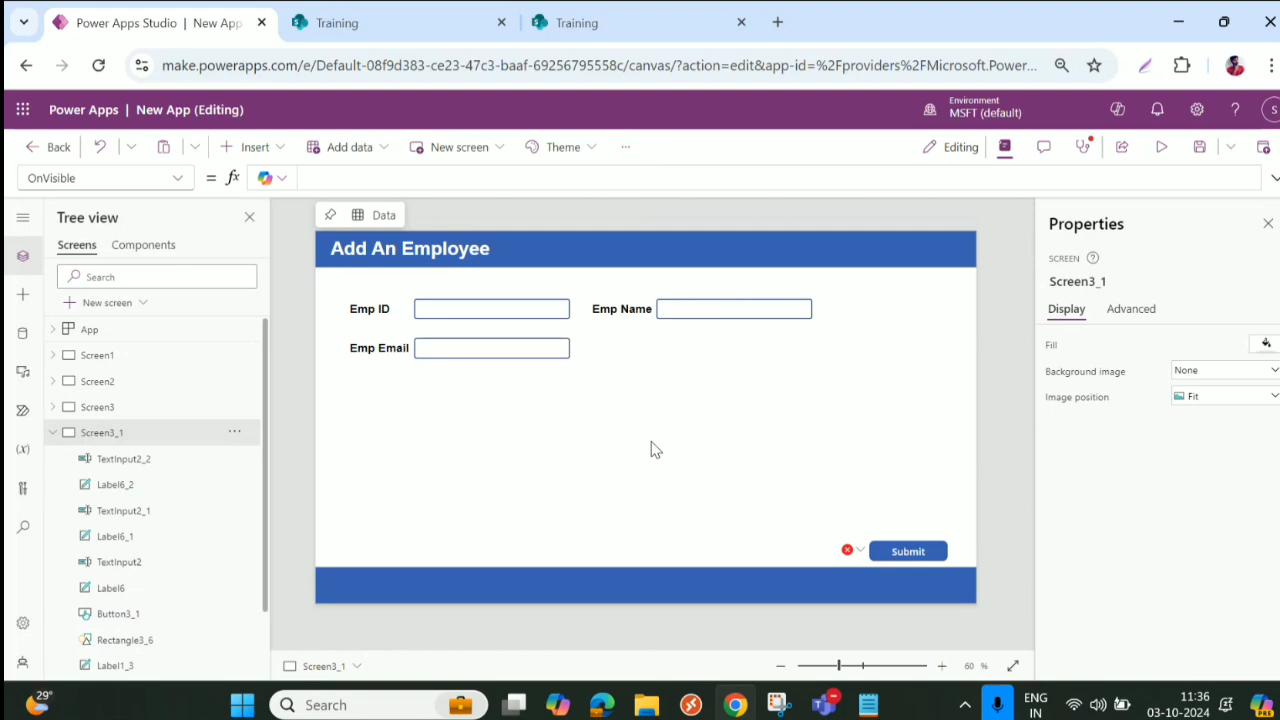 Power Apps Studio | New App
Training
Training
make.powerapps.com/e/Default-08f9d383-ce23-47c3-baaf-69256795558c/canvas/?action=edit&app-id=%2Fproviders%2FMicrosoft.Power...
Power Apps | New App (Editing)
Environment
MSFT (default)
S
Back
Insert
Add data
New screen
Theme
...
Editing
OnVisible
= fx
Tree view
Screens
Components
Search
New screen
App
Screen1
Screen2
Screen3
Screen3_1
...
TextInput2_2
Label6_2
TextInput2_1
Label6_1
TextInput2
Label6
Button3_1
Rectangle3_6
Label1_3
Data
Add An Employee
Emp ID
Emp Name
Emp Email
Submit
Screen3_1
60 %
Properties
SCREEN
Screen3_1
Display
Advanced
Fill
Background image
None
Image position
Fit
29°
Search
ENG
IN
11:36
03-10-2024
PRE